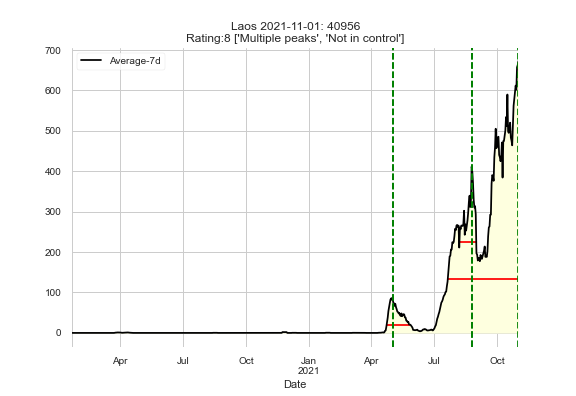 Laos 2021-11-01: 40956
Rating:8 ['Multiple peaks', 'Not in control']
700
Average-7d
600
500
400
300
200
100
0
Apr Jul Oct Jan Apr Jul Oct
2021
Date